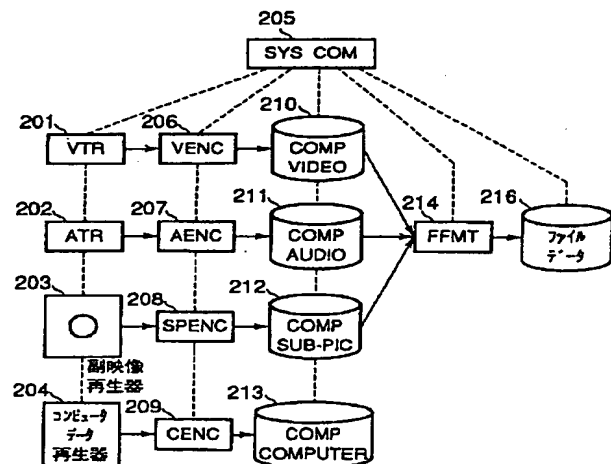 205
SYS COM
201
VTR
206
VENC
210
COMP
VIDEO
202
ATR
207
AENC
211
COMP
AUDIO
214
FFMT
216
ファイル
データ
203
副映像
再生器
208
SPENC
212
COMP
SUB-PIC
204
コンピュータ
データ
再生器
209
CENC
213
COMP
COMPUTER